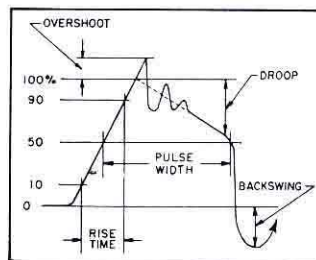 OVERSHOOT
100%
DROOP
90
50
PULSE
WIDTH
10
BACKSWING
0
RISE
TIME